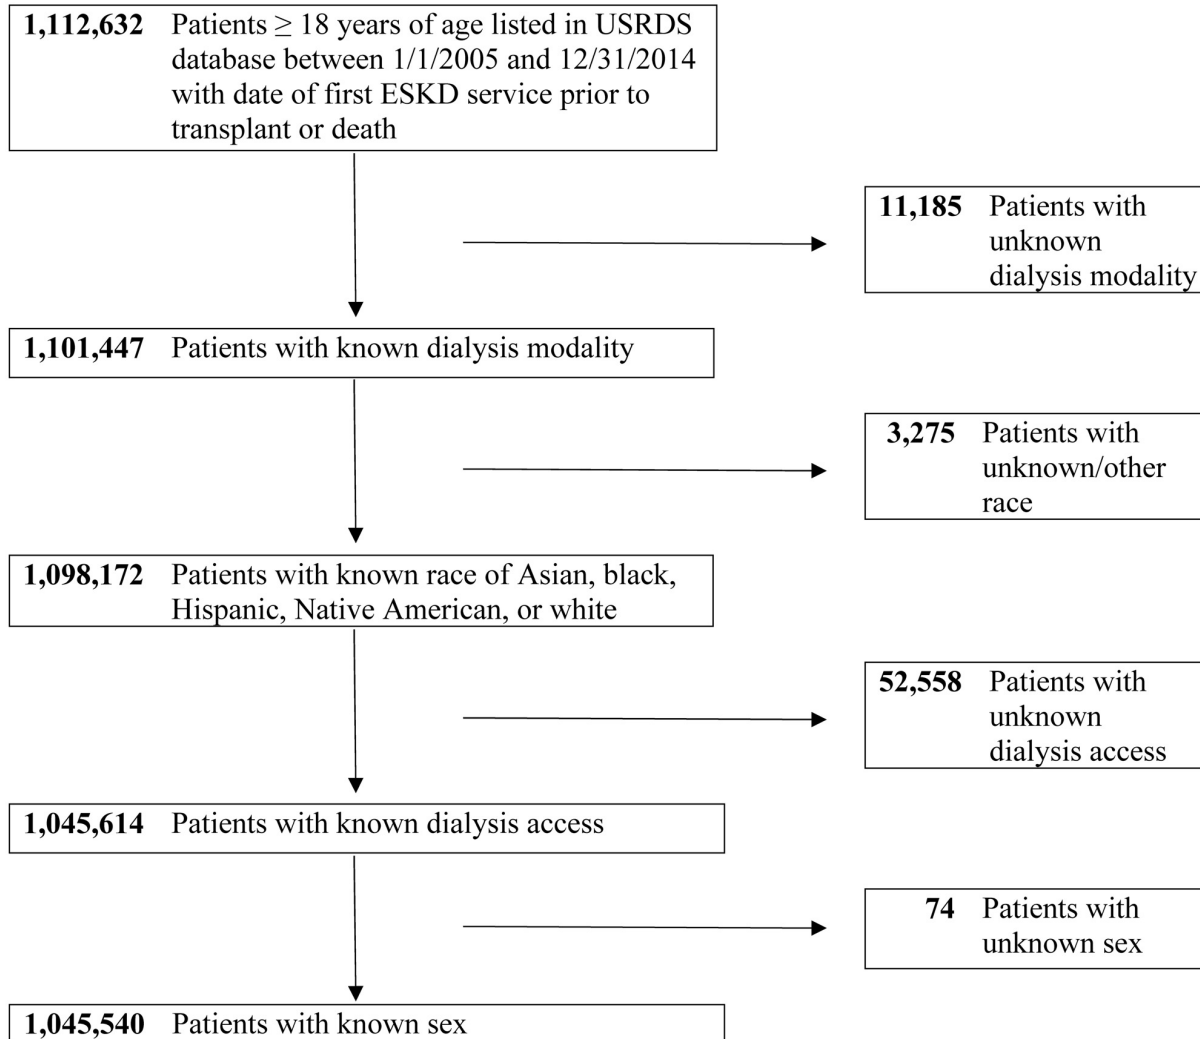 1,112,632 Patients ≥ 18 years of age listed in USRDS
database between 1/1/2005 and 12/31/2014
with date of first ESKD service prior to
transplant or death
11,185 Patients with
unknown
dialysis modality
1,101,447 Patients with known dialysis modality
3,275 Patients with
unknown/other
race
1,098,172 Patients with known race of Asian, black,
Hispanic, Native American, or white
52,558 Patients with
unknown
dialysis access
1,045,614 Patients with known dialysis access
74 Patients with
unknown sex
1,045,540 Patients with known sex